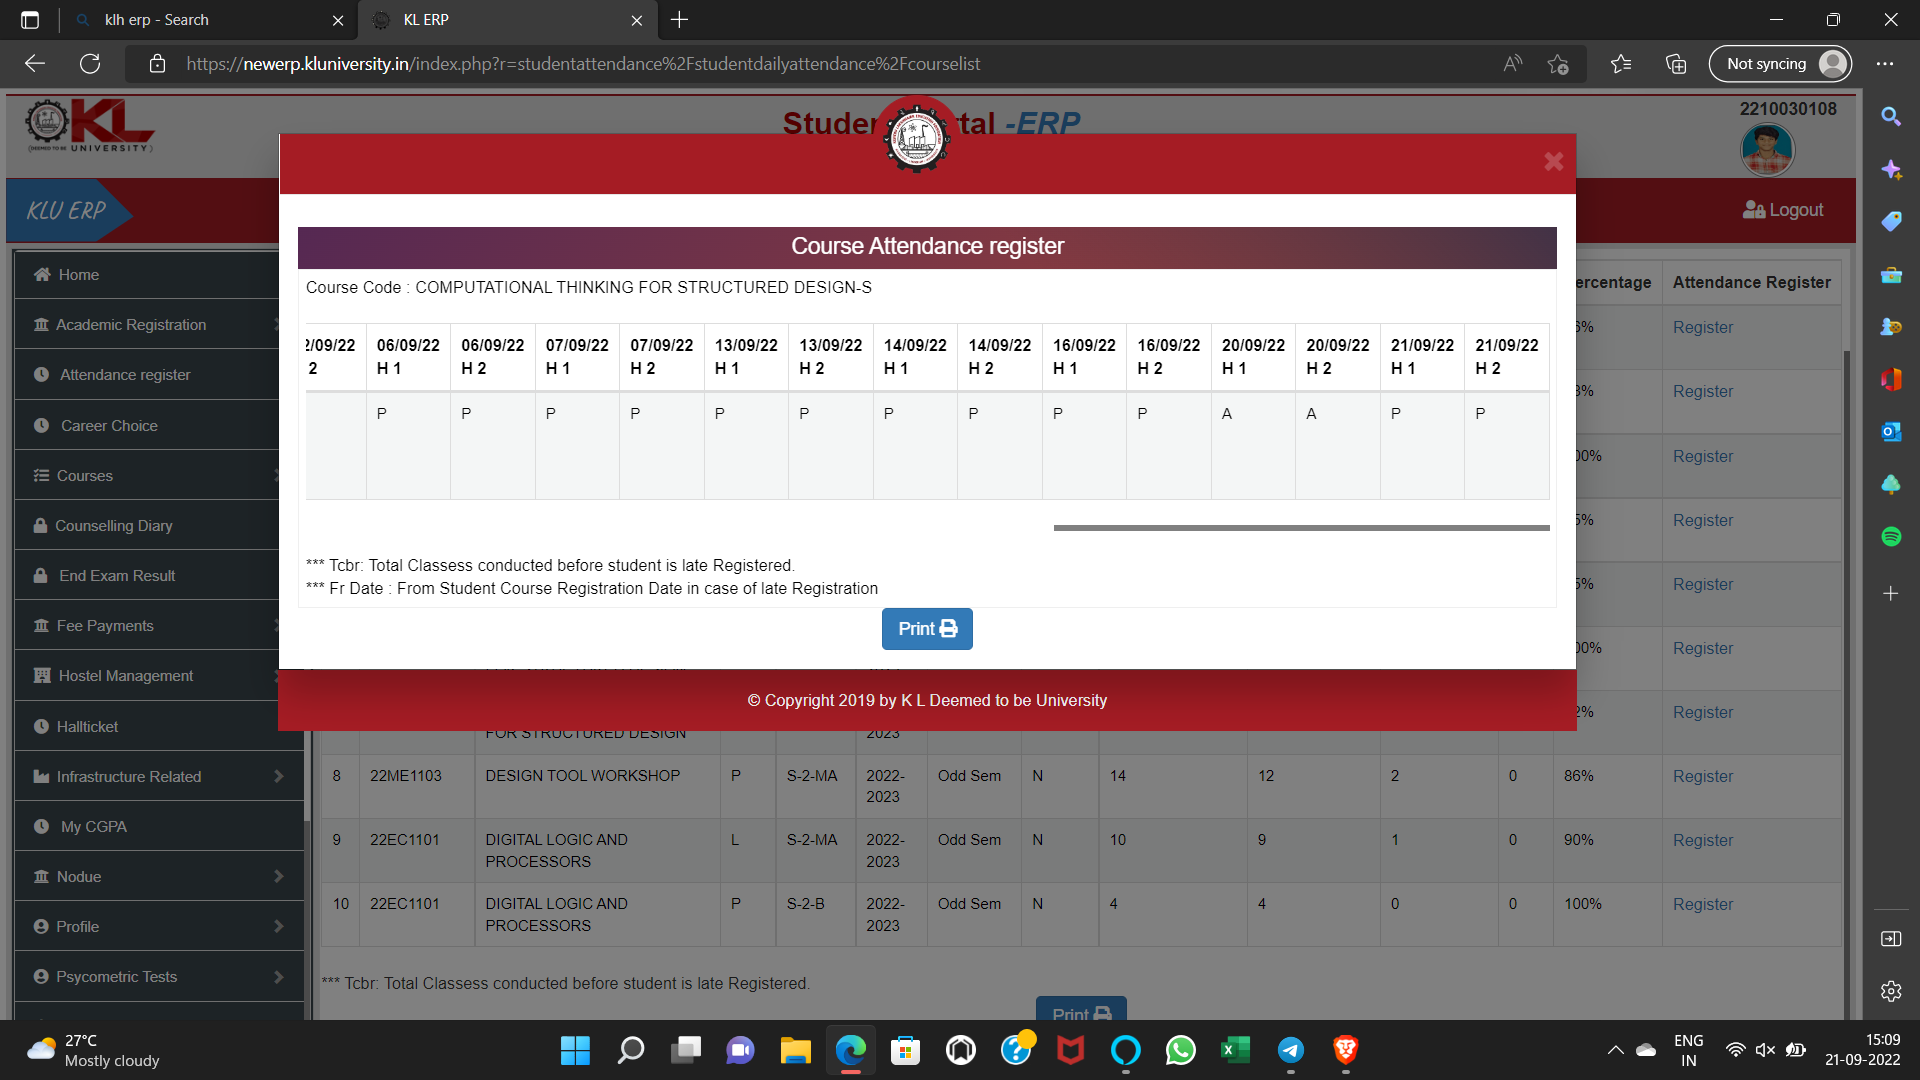 klh erp - Search
KL ERP
https://newerp.kluniversity.in/index.php?r=studentattendance%2Fstudentdailyattendance%2Fcourselist
Not syncing
KL
(DEEMED TO BE UNIVERSITY)
-ERP
2210030108
KLU ERP
Logout
Home
Academic Registration
Attendance register
Career Choice
Courses
Counselling Diary
End Exam Result
Fee Payments
Hostel Management
Hallticket
Infrastructure Related
My CGPA
Nodue
Profile
Psycometric Tests
Course Attendance register
Course Code : COMPUTATIONAL THINKING FOR STRUCTURED DESIGN-S
2/09/22 06/09/22 06/09/22 07/09/22 07/09/22 13/09/22 13/09/22 14/09/22 14/09/22 16/09/22 16/09/22 20/09/22 20/09/22 21/09/22 21/09/22
2 H 1 H 2 H 1 H 2 H 1 H 2 H 1 H 2 H 1 H 2 H 1 H 2 H 1 H 2
P P P P P P P P P P A A P P
*** Tcbr: Total Classess conducted before student is late Registered.
*** Fr Date : From Student Course Registration Date in case of late Registration
Print
© Copyright 2019 by K L Deemed to be University
Attendance Register
Register
Register
Register
Register
Register
Register
Register
FOR STRUCTURED DESIGN 2023
8 22ME1103 DESIGN TOOL WORKSHOP P S-2-MA 2022- Odd Sem N 14 12 2 0 86% Register
2023
9 22EC1101 DIGITAL LOGIC AND L S-2-MA 2022- Odd Sem N 10 9 1 0 90% Register
PROCESSORS 2023
10 22EC1101 DIGITAL LOGIC AND P S-2-B 2022- Odd Sem N 4 4 0 0 100% Register
PROCESSORS 2023
*** Tcbr: Total Classess conducted before student is late Registered.
Print
27°C
Mostly cloudy
ENG
IN
15:09
21-09-2022